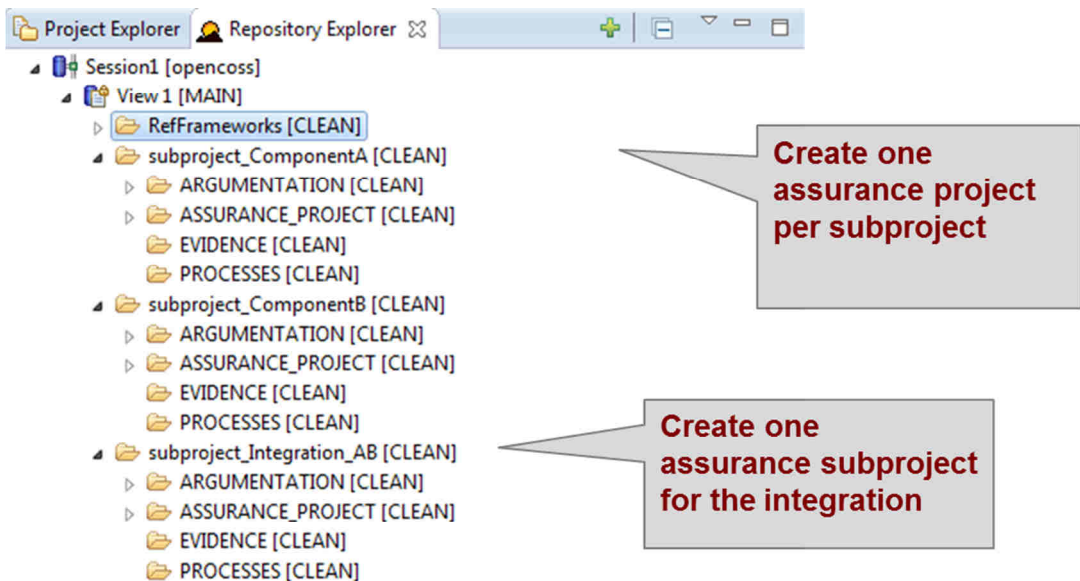 Project Explorer Repository Explorer
Session1 [opencoss]
View 1 [MAIN]
RefFrameworks [CLEAN]
subproject_ComponentA [CLEAN]
ARGUMENTATION [CLEAN]
ASSURANCE_PROJECT [CLEAN]
EVIDENCE [CLEAN]
PROCESSES [CLEAN]
subproject_ComponentB [CLEAN]
ARGUMENTATION [CLEAN]
ASSURANCE_PROJECT [CLEAN]
EVIDENCE [CLEAN]
PROCESSES [CLEAN]
subproject_Integration_AB [CLEAN]
ARGUMENTATION [CLEAN]
ASSURANCE_PROJECT [CLEAN]
EVIDENCE [CLEAN]
PROCESSES [CLEAN]
Create one
assurance project
per subproject
Create one
assurance subproject
for the integration